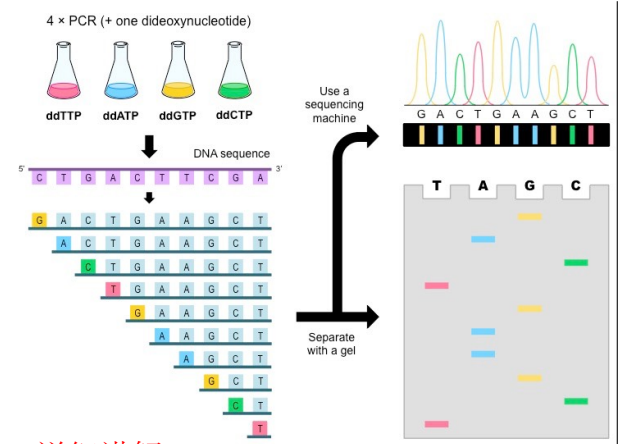 4 × PCR (+ one dideoxynucleotide)
ddTTP ddATP ddGTP ddCTP
DNA sequence
5' 3'
C T G A C T T C G A
G A C T G A A G C T
A C T G A A G C T
C T G A A G C T
T G A A G C T
G A A G C T
A A G C T
A G C T
G C T
C T
T
Use a
sequencing
machine
Separate
with a gel
G A C T G A A G C T
T A G C